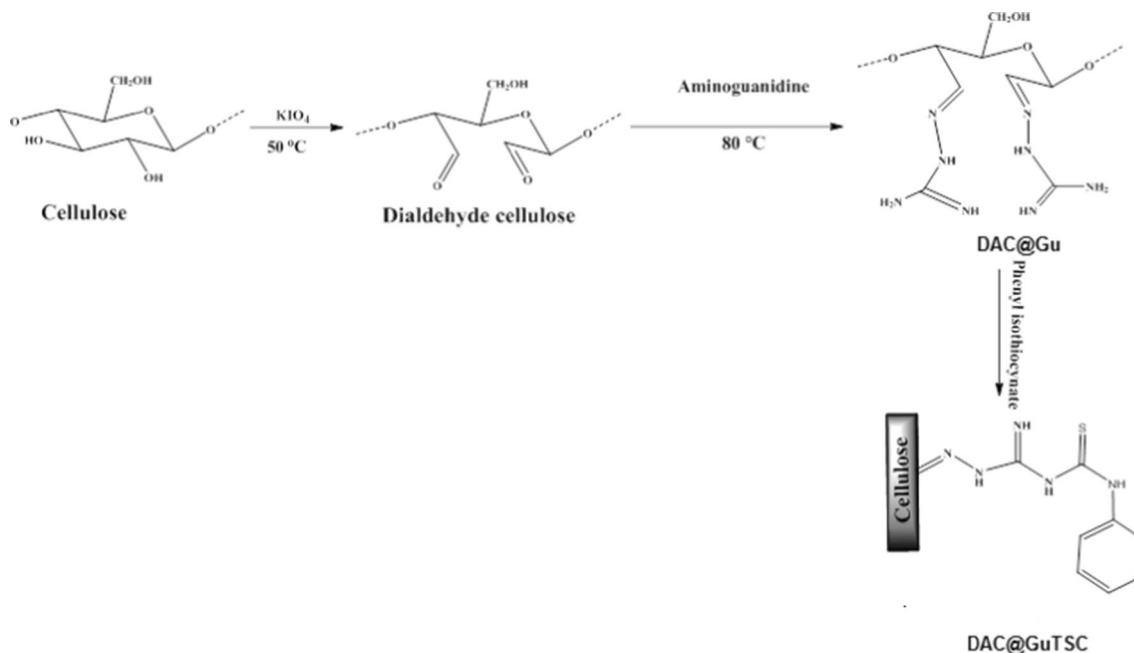 CH₂OH
O
O
O
HO
OH
Cellulose
KIO₄
50 °C
CH₂OH
O
O
O
O
O
Dialdehyde cellulose
Aminoguanidine
80 °C
CH₂OH
O
O
O
N
N
NH
HN
H₂N
NH
HN
NH₂
DAC@Gu
Phenyl isothiocynate
Cellulose
N
N
H
NH
N
H
S
NH
DAC@GuTSC